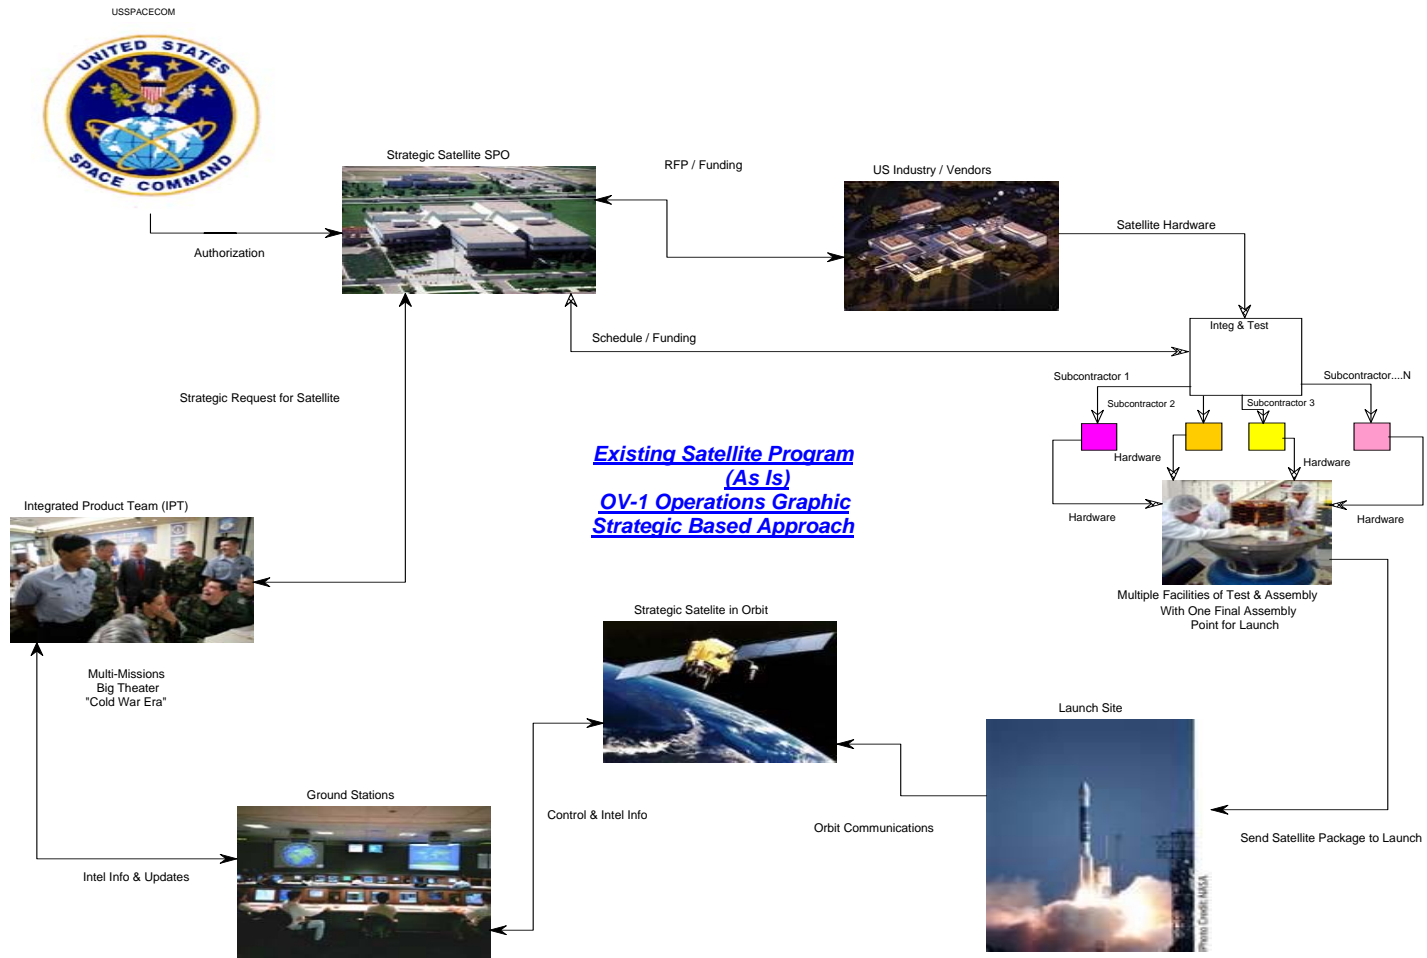 USSPACECOM
UNITED STATES
SPACE COMMAND
Strategic Satellite SPO
RFP / Funding
US Industry / Vendors
Authorization
Satellite Hardware
Integ & Test
Schedule / Funding
Subcontractor 1
Subcontractor....N
Subcontractor 2
Subcontractor 3
Strategic Request for Satellite
Existing Satellite Program
(As Is)
OV-1 Operations Graphic
Strategic Based Approach
Hardware
Hardware
Hardware
Hardware
Integrated Product Team (IPT)
Multiple Facilities of Test & Assembly
With One Final Assembly
Point for Launch
Strategic Satelite in Orbit
Multi-Missions
Big Theater
"Cold War Era"
Launch Site
Ground Stations
Control & Intel Info
Orbit Communications
Send Satellite Package to Launch
Intel Info & Updates
(Photo Credit: NASA